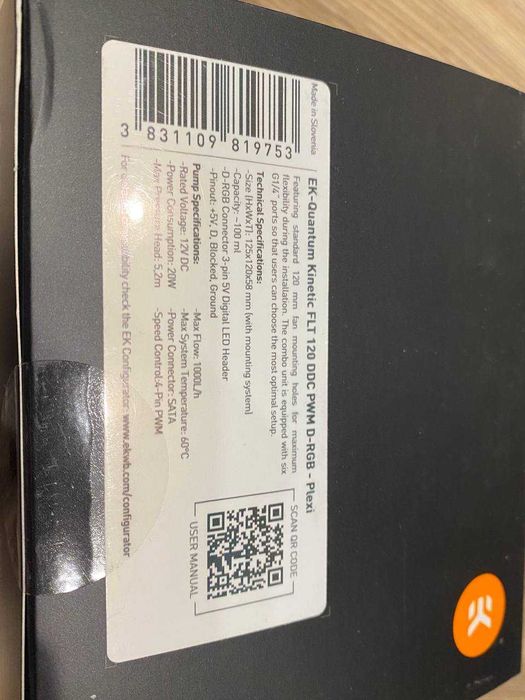 Made in Slovenia
3 831109 819753
EK-Quantum Kinetic FLT 120 DDC PWM D-RGB - Plexi
Featuring standard 120 mm fan mounting holes for maximum
flexibility during the installation. The combo unit is equipped with six
G1/4" ports so that users can choose the most optimal setup.
Technical Specifications:
-Size (HxWxT): 125x120x58 mm (with mounting system)
-Capacity: ~100 ml
-D-RGB Connector 3-pin 5V Digital LED Header
-Pinout: +5V, D, Blocked, Ground
Pump Specifications:
-Rated Voltage: 12V DC
-Power Consumption: 20W
-Max Pressure Head: 5,2m
-Max Flow: 1000L/h
-Max System Temperature: 60°C
-Power Connector: SATA
-Speed Control:4-Pin PWM
For check the EK Configurator www.ekwb.com/configurator
SCAN QR CODE
USER MANUAL
EK